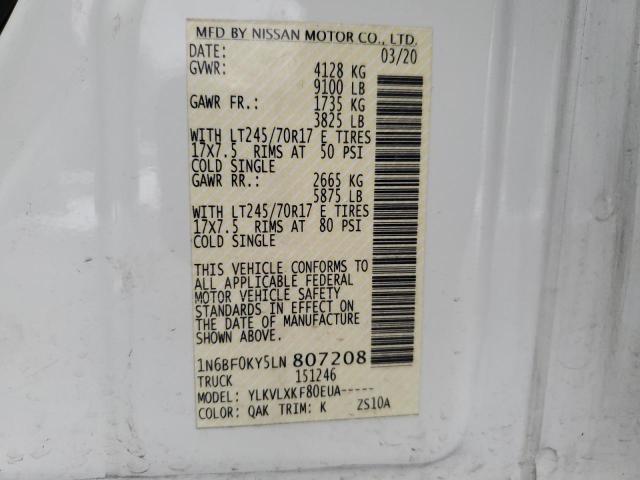 MFD BY NISSAN MOTOR CO., LTD.
DATE: 03/20
GVWR: 4128 KG
9100 LB
GAWR FR.: 1735 KG
3825 LB
WITH LT245/70R17 E TIRES
17X7.5 RIMS AT 50 PSI
COLD SINGLE
GAWR RR.: 2665 KG
5875 LB
WITH LT245/70R17 E TIRES
17X7.5 RIMS AT 80 PSI
COLD SINGLE
THIS VEHICLE CONFORMS TO
ALL APPLICABLE FEDERAL
MOTOR VEHICLE SAFETY
STANDARDS IN EFFECT ON
THE DATE OF MANUFACTURE
SHOWN ABOVE.
1N6BF0KY5LN 807208
TRUCK 151246
MODEL: YLKVLXKF80EUA-----
COLOR: QAK TRIM: K ZS10A